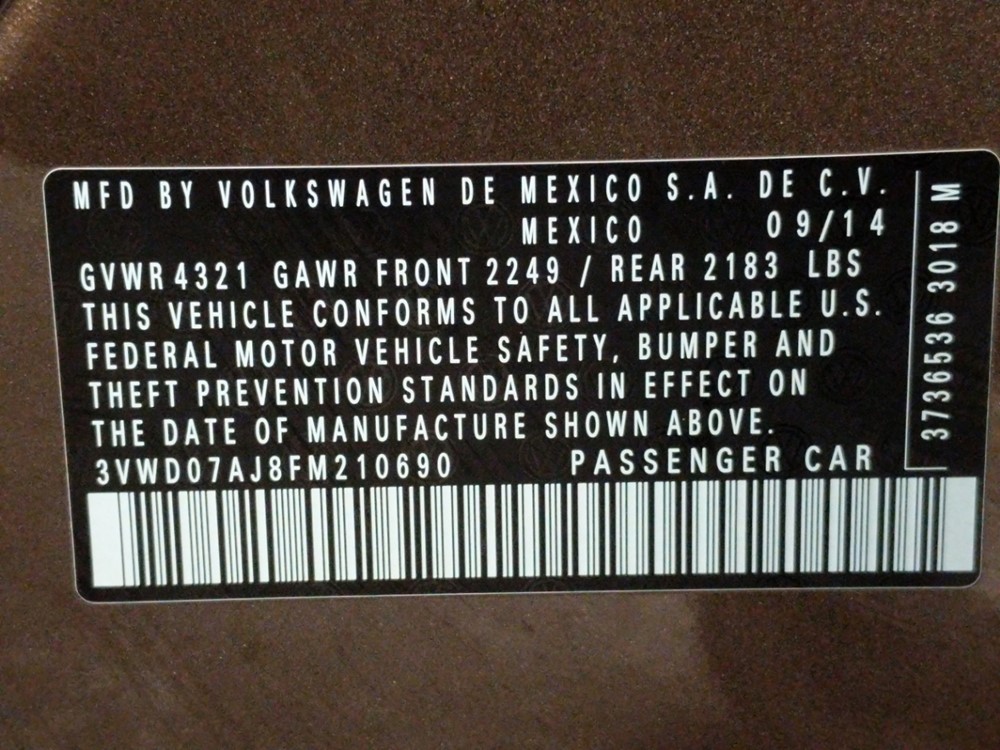 MFD BY VOLKSWAGEN DE MEXICO S.A. DE C.V.
MEXICO 09/14
GVWR 4321 GAWR FRONT 2249 / REAR 2183 LBS
THIS VEHICLE CONFORMS TO ALL APPLICABLE U.S.
FEDERAL MOTOR VEHICLE SAFETY, BUMPER AND
THEFT PREVENTION STANDARDS IN EFFECT ON
THE DATE OF MANUFACTURE SHOWN ABOVE.
3VWD07AJ8FM210690 PASSENGER CAR
3736536 3018 M